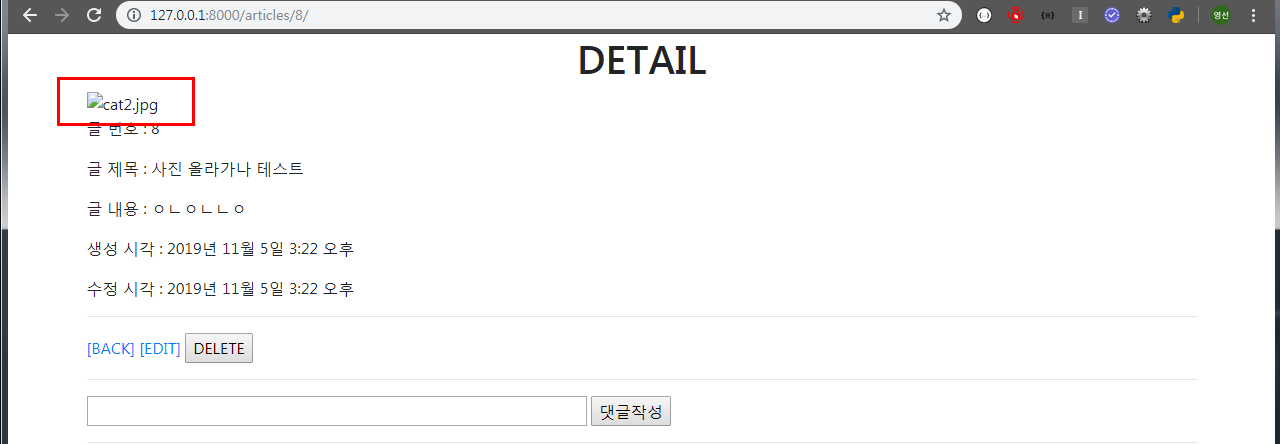 127.0.0.1:8000/articles/8/
영선
DETAIL
cat2.jpg
글 번호 : 8
글 제목 : 사진 올라가나 테스트
글 내용 : ㅇㄴㅇㄴㄴㅇ
생성 시각 : 2019년 11월 5일 3:22 오후
수정 시각 : 2019년 11월 5일 3:22 오후
[BACK] [EDIT] DELETE
댓글작성